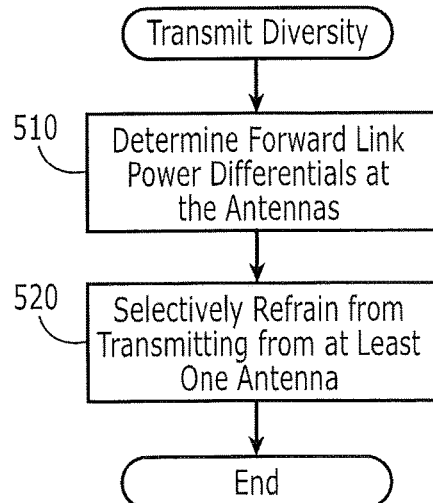 Transmit Diversity
510
Determine Forward Link
Power Differentials at
the Antennas
520
Selectively Refrain from
Transmitting from at Least
One Antenna
End